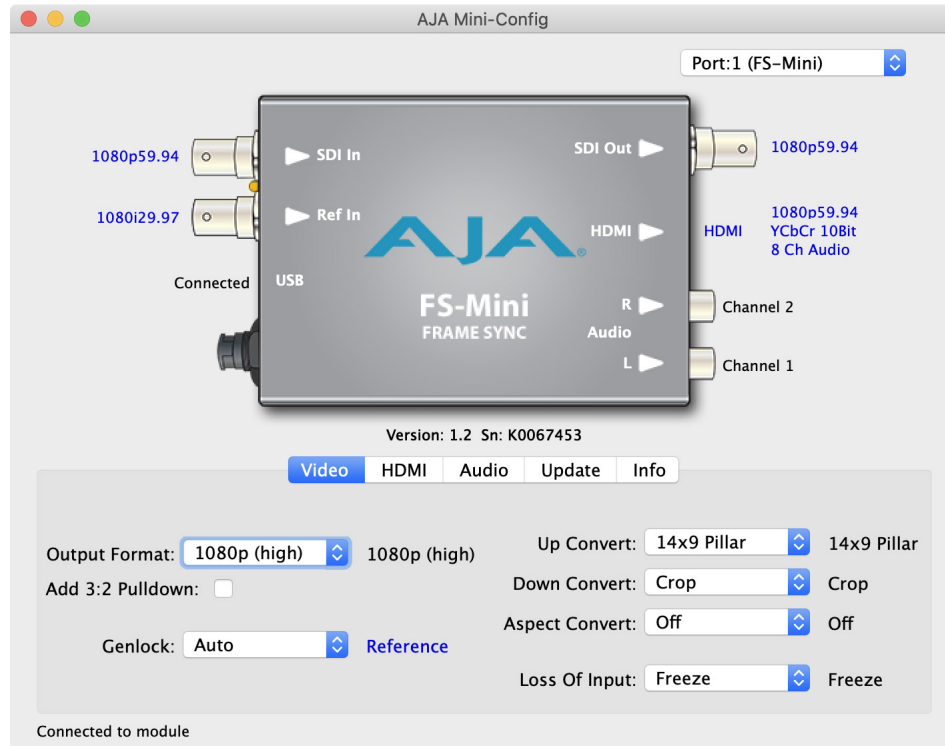 AJA Mini-Config
Port:1 (FS-Mini)
1080p59.94
SDI In
SDI Out
1080p59.94
1080i29.97
Ref In
HDMI
HDMI
1080p59.94
YCbCr 10Bit
8 Ch Audio
AJA
Connected
USB
FS-Mini
FRAME SYNC
R
Channel 2
Audio
L
Channel 1
Version: 1.2 Sn: K0067453
Video HDMI Audio Update Info
Output Format: 1080p (high) 1080p (high)
Up Convert: 14x9 Pillar 14x9 Pillar
Add 3:2 Pulldown:
Down Convert: Crop Crop
Aspect Convert: Off Off
Genlock: Auto Reference
Loss Of Input: Freeze Freeze
Connected to module